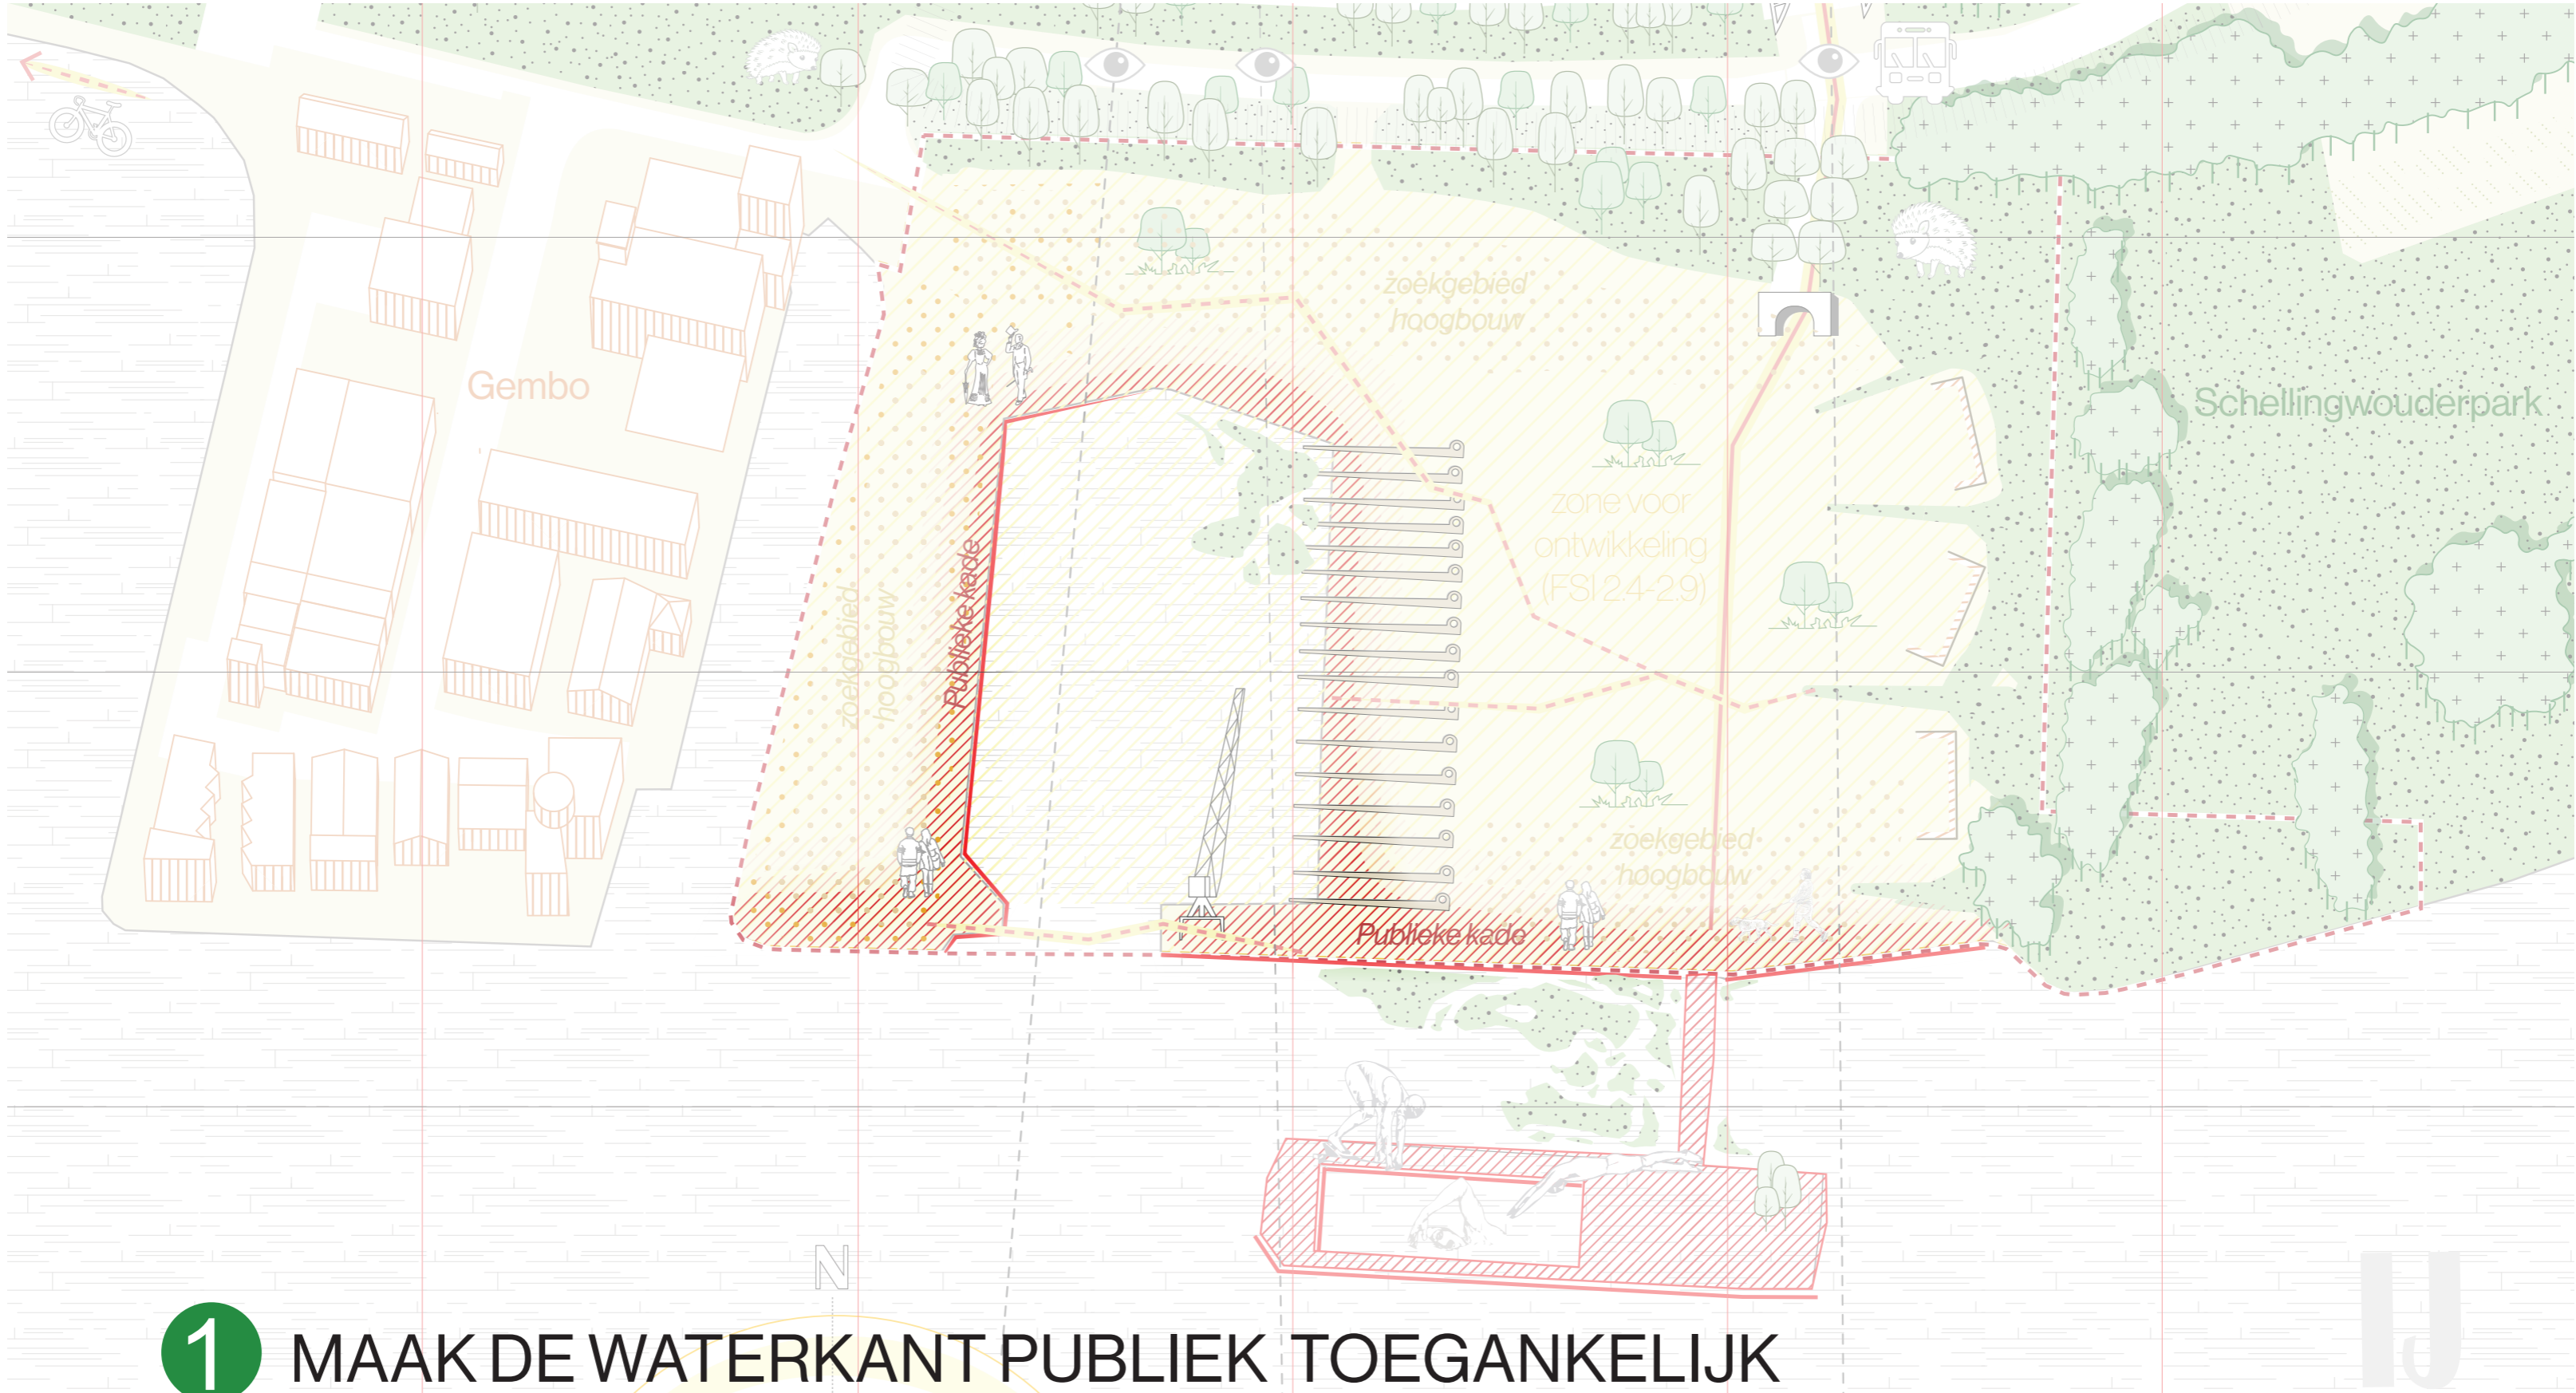 zoekgebied
hoogbouw
Gembo
Schellingwouderpark
zone voor
ontwikkeling
(FSI 2.4-2.9)
Publieke kade
zoekgebied
hoogbouw
zoekgebied
hoogbouw
Publieke kade
N
IJ
1 MAAK DE WATERKANT PUBLIEK TOEGANKELIJK